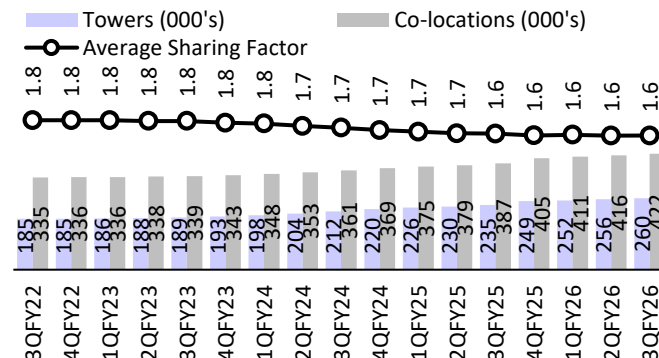 Towers (000's) Co-locations (000's)
Average Sharing Factor
1.8 1.8 1.8 1.8 1.8 1.8 1.8 1.7 1.7 1.7 1.7 1.7 1.6 1.6 1.6 1.6 1.6
185 335 185 336 186 336 188 338 189 339 193 343 198 348 204 353 212 361 220 369 226 375 230 379 235 387 249 405 252 411 256 416 260 422
3QFY22 4QFY22 1QFY23 2QFY23 3QFY23 4QFY23 1QFY24 2QFY24 3QFY24 4QFY24 1QFY25 2QFY25 3QFY25 4QFY25 1QFY26 2QFY26 3QFY26